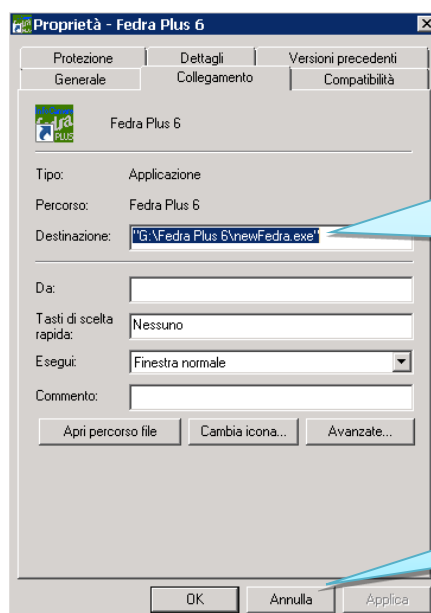 Proprietà - Fedra Plus 6
Protezione Dettagli Versioni precedenti
Generale Collegamento Compatibilità
Fedra PLUS Fedra Plus 6
Tipo: Applicazione
Percorso: Fedra Plus 6
Destinazione: "G:\Fedra Plus 6\newFedra.exe"
Da:
Tasti di scelta
rapida: Nessuno
Esegui: Finestra normale
Commento:
Apri percorso file Cambia icona... Avanzate...
OK Annulla Applica